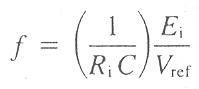 f = (1 / (R_i C)) E_i / V_ref